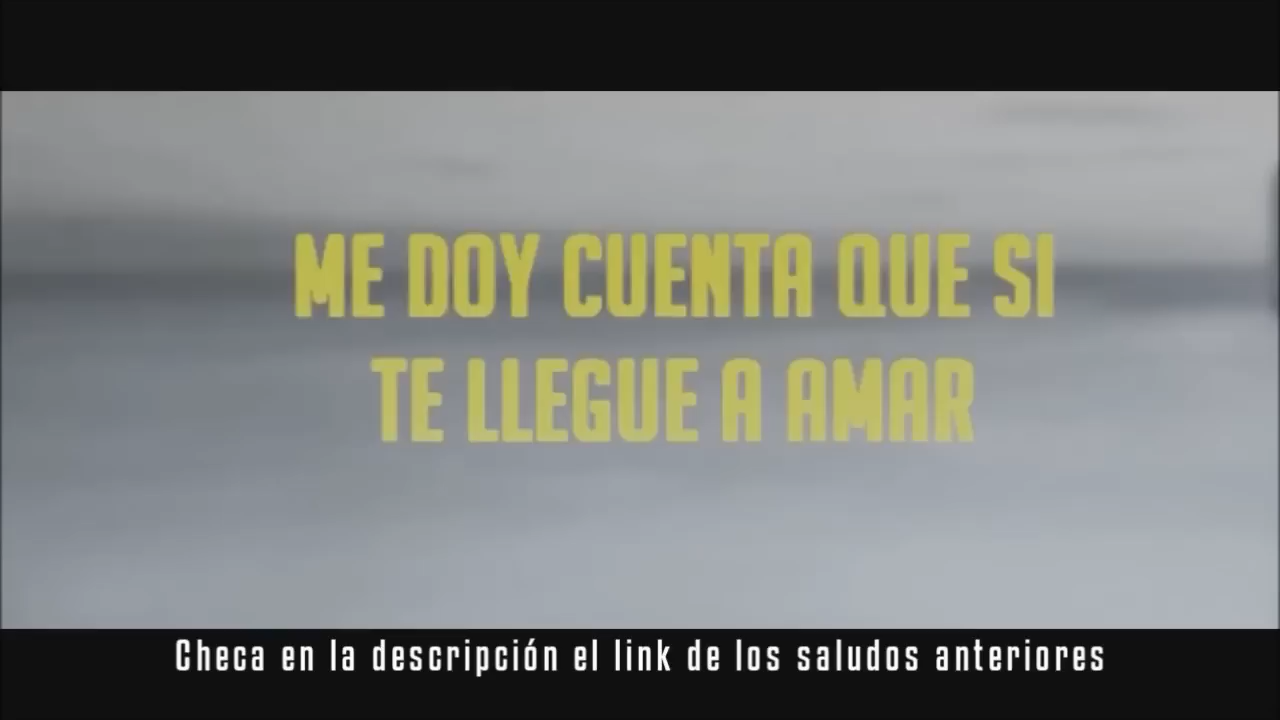 ME DOY CUENTA QUE SI
TE LLEGUE A AMAR
Checa en la descripción el link de los saludos anteriores